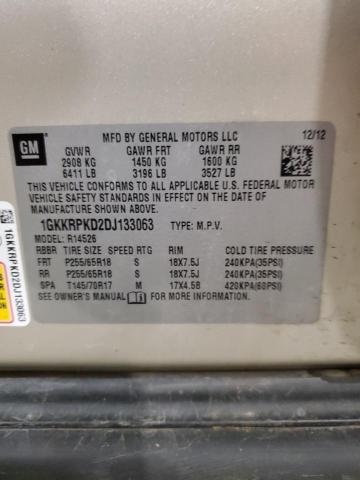 MFD BY GENERAL MOTORS LLC 12/12
GM
GVWR GAWR FRT GAWR RR
2908 KG 1450 KG 1600 KG
6411 LB 3196 LB 3527 LB
THIS VEHICLE CONFORMS TO ALL APPLICABLE U.S. FEDERAL MOTOR
VEHICLE SAFETY STANDARDS IN EFFECT ON THE DATE OF
MANUFACTURE SHOWN ABOVE.
1GKKRPKD2DJ133063 TYPE: M.P.V.
MODEL: R14526
RBBR TIRE SIZE SPEED RTG RIM COLD TIRE PRESSURE
FRT P255/65R18 S 18X7.5J 240KPA(35PSI)
RR P255/65R18 S 18X7.5J 240KPA(35PSI)
SPA T145/70R17 M 17X4.5B 420KPA(60PSI)
SEE OWNER'S MANUAL FOR MORE INFORMATION
1GKKRPKD2DJ133063